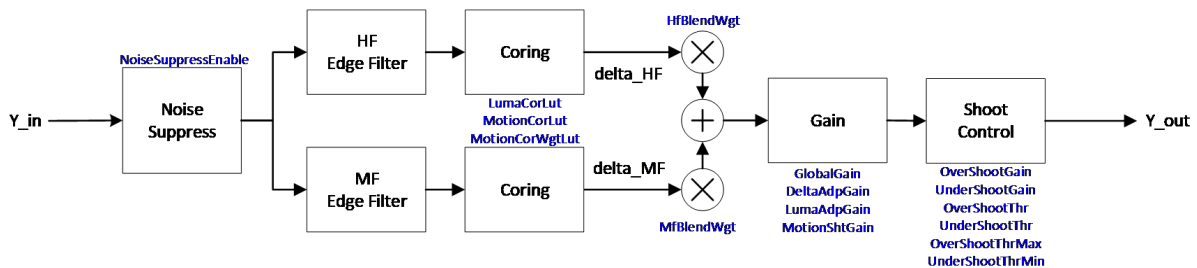 NoiseSuppressEnable
Y_in
Noise
Suppress
HF
Edge Filter
Coring
delta_HF
HfBlendWgt
LumaCorLut
MotionCorLut
MotionCorWgtLut
MF
Edge Filter
Coring
delta_MF
MfBlendWgt
Gain
GlobalGain
DeltaAdpGain
LumaAdpGain
MotionShtGain
Shoot
Control
OverShootGain
UnderShootGain
OverShootThr
UnderShootThr
OverShootThrMax
UnderShootThrMin
Y_out